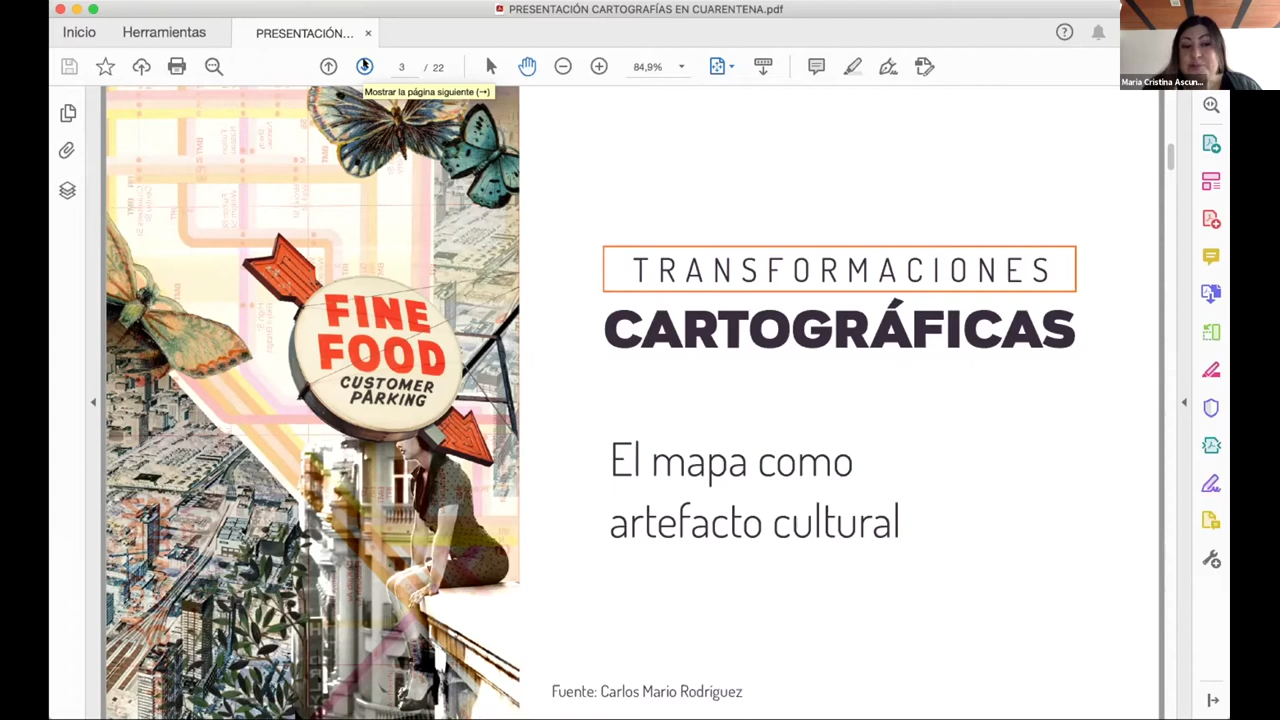 PRESENTACIÓN CARTOGRAFÍAS EN CUARENTENA.pdf
Inicio
Herramientas
PRESENTACIÓN...
3 / 22
84,9%
Mostrar la página siguiente (→)
Maria Cristina Ascun...
FINE
FOOD
CUSTOMER
PARKING
TRANSFORMACIONES
CARTOGRÁFICAS
El mapa como
artefacto cultural
Fuente: Carlos Mario Rodriguez